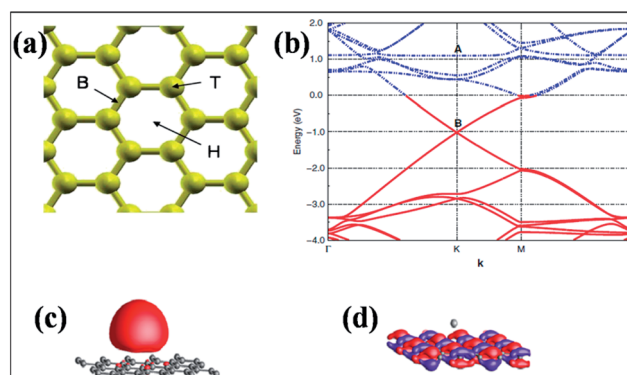 (a)
B
T
H
(b)
2.0
A
1.0
0.0
Energy (eV)
B
-1.0
-2.0
-3.0
-4.0
Γ
K
M
k
(c)
(d)